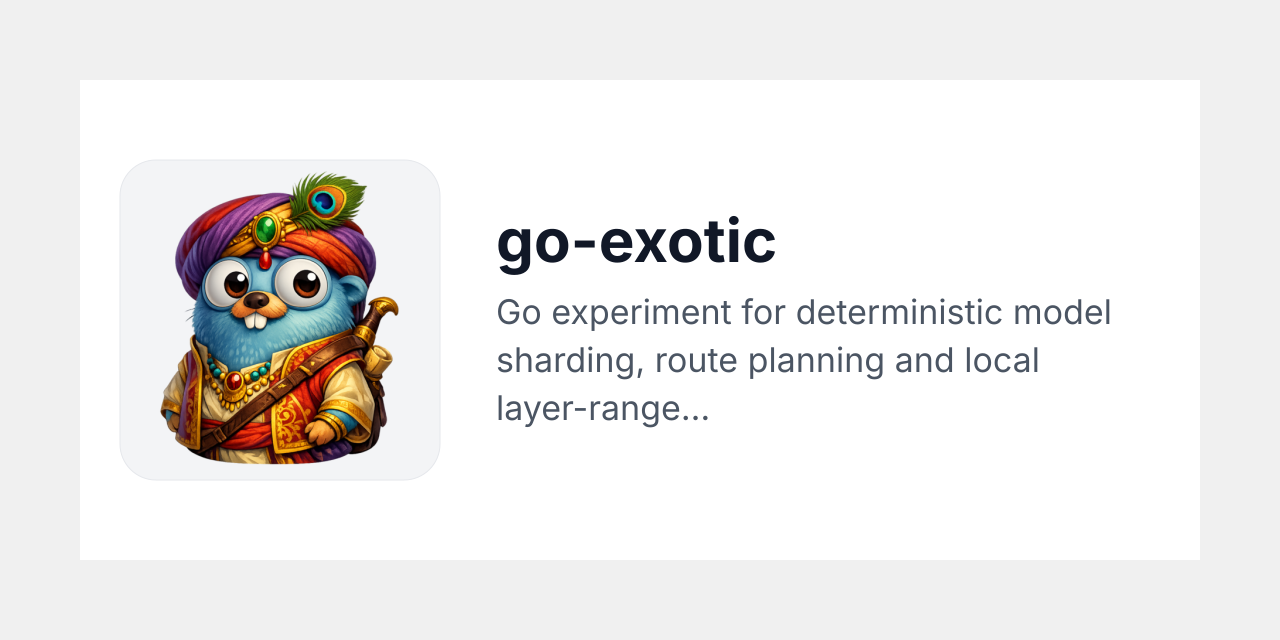 go-exotic
Go experiment for deterministic model
sharding, route planning and local
layer-range...